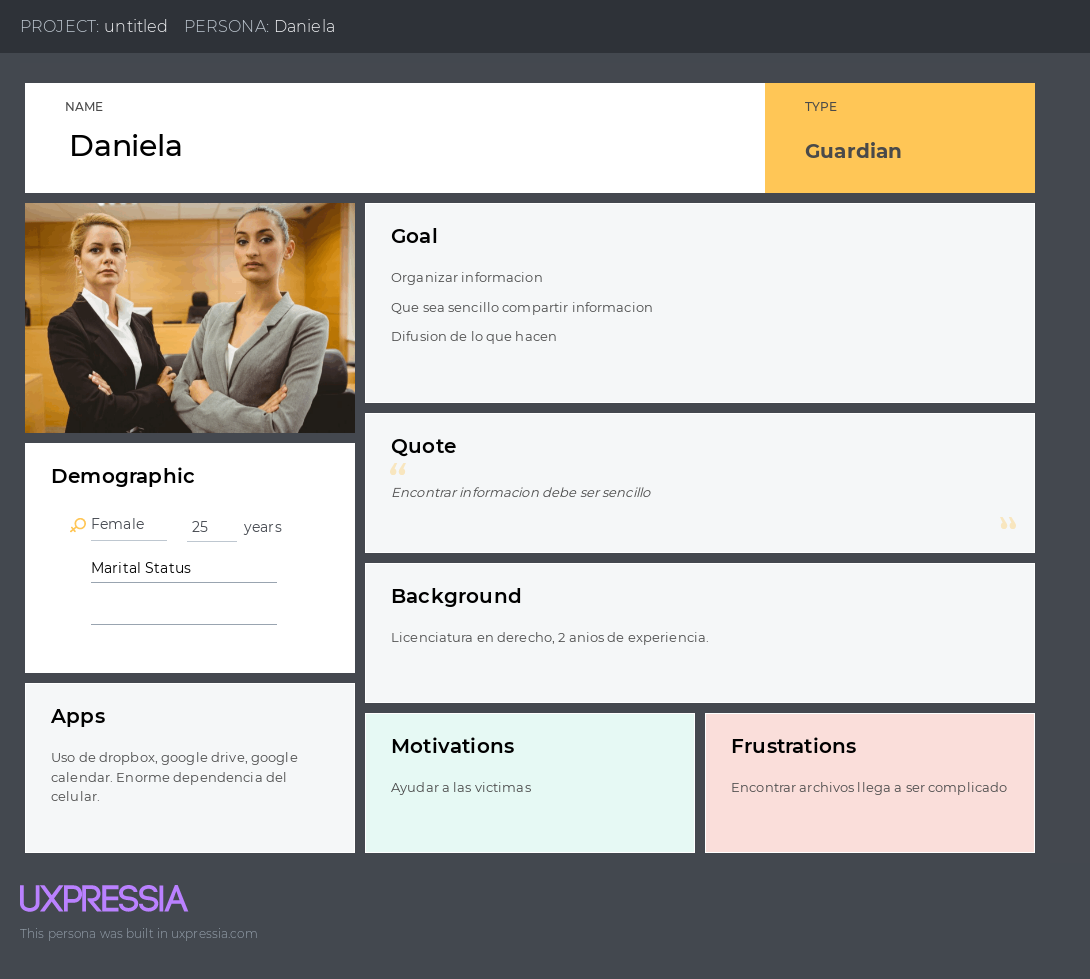 PROJECT: untitled PERSONA: Daniela
NAME
Daniela
TYPE
Guardian
Goal
Organizar informacion
Que sea sencillo compartir informacion
Difusion de lo que hacen
Quote
“
Encontrar informacion debe ser sencillo
”
Demographic
Female 25 years
Marital Status
Background
Licenciatura en derecho, 2 anios de experiencia.
Apps
Uso de dropbox, google drive, google
calendar. Enorme dependencia del
celular.
Motivations
Ayudar a las victimas
Frustrations
Encontrar archivos llega a ser complicado
UXPRESSIA
This persona was built in uxpressia.com